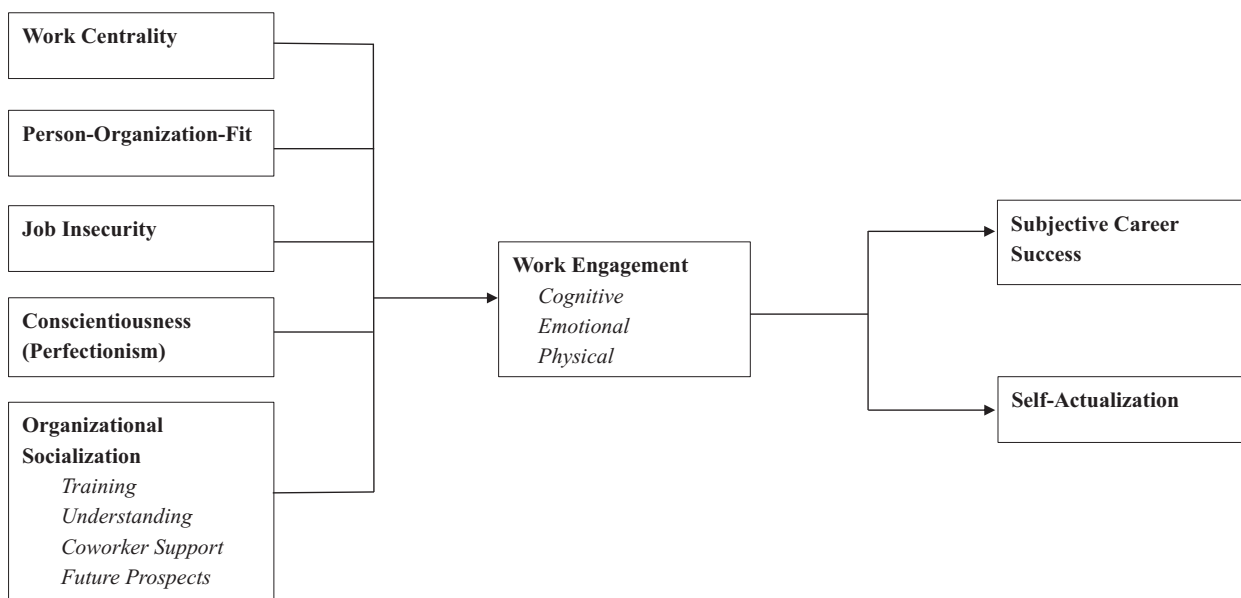 Work Centrality
Person-Organization-Fit
Job Insecurity
Conscientiousness
(Perfectionism)
Organizational
Socialization
Training
Understanding
Coworker Support
Future Prospects
Work Engagement
Cognitive
Emotional
Physical
Subjective Career
Success
Self-Actualization